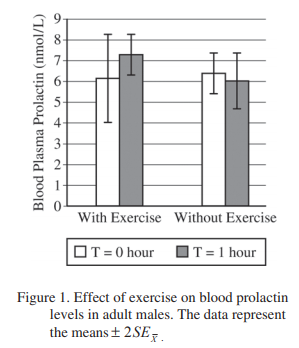 Blood Plasma Prolactin (nmol/L)
9
8
7
6
5
4
3
2
1
0
With Exercise Without Exercise
T = 0 hour T = 1 hour
Figure 1. Effect of exercise on blood prolactin
levels in adult males. The data represent
the means ± 2SEx̄ .